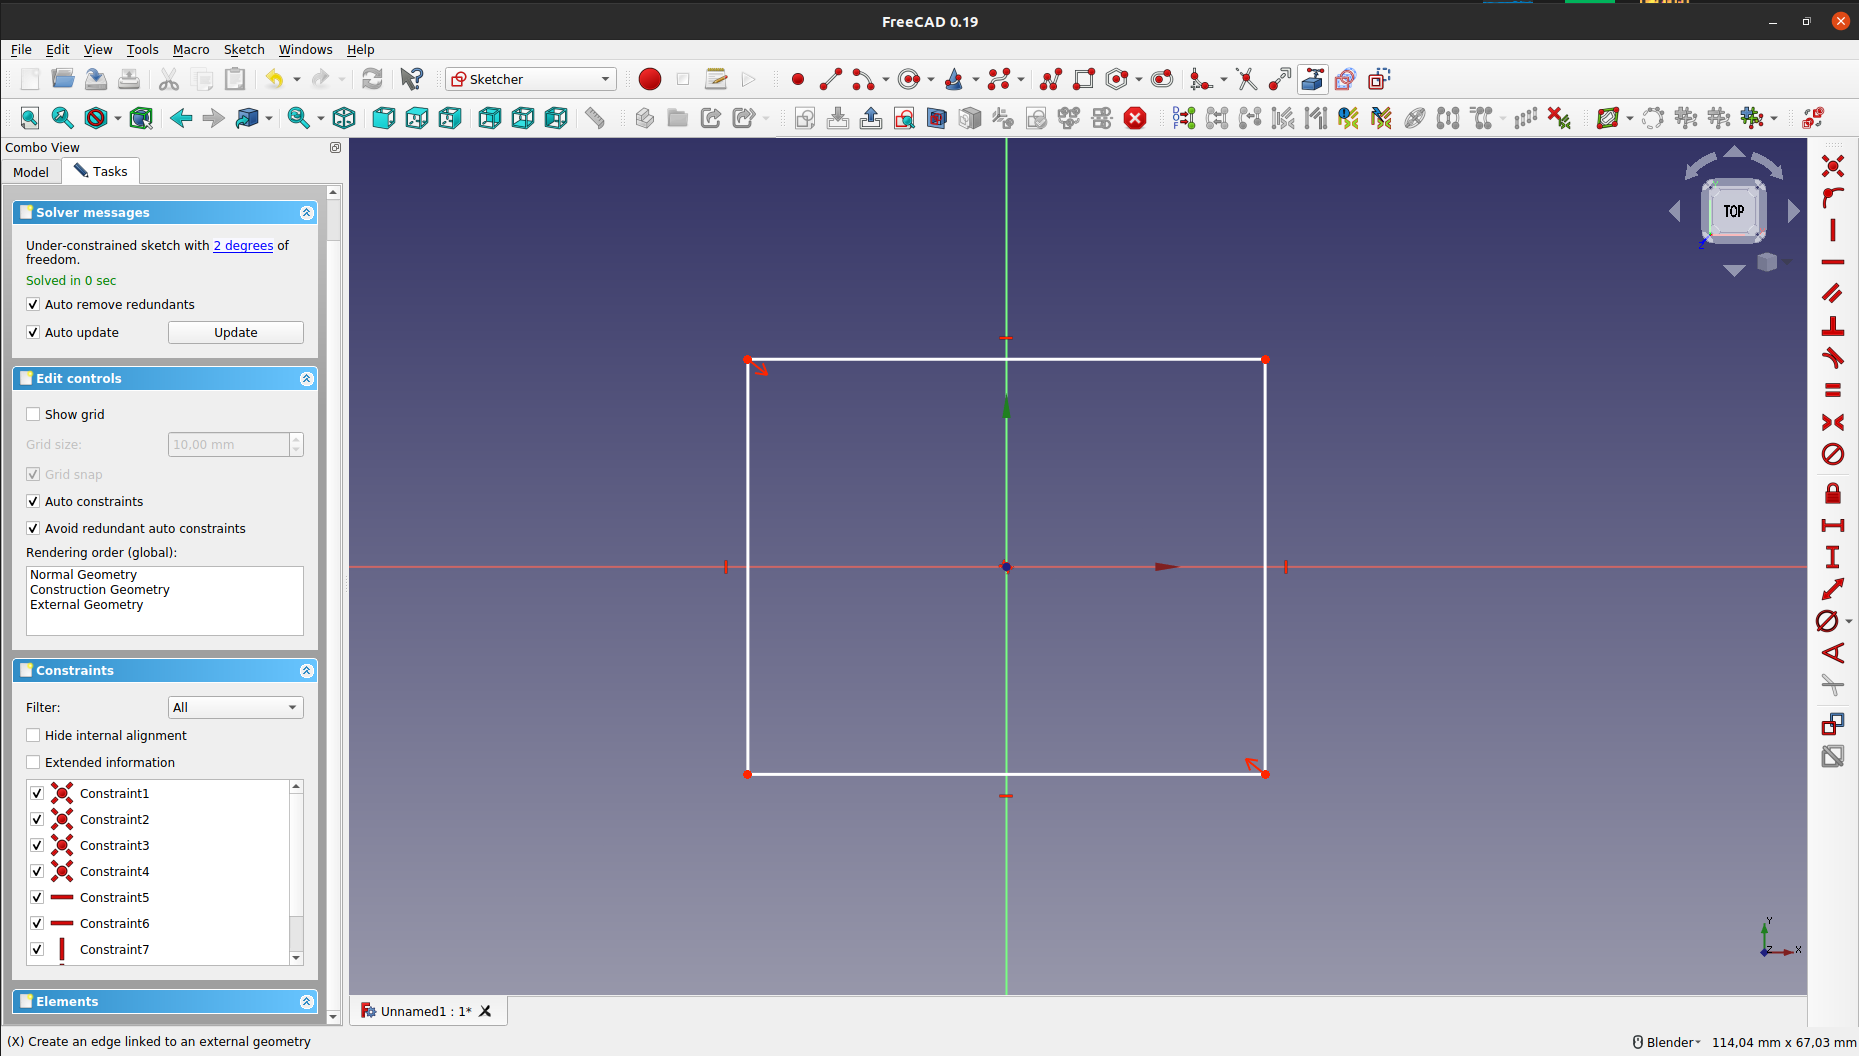 FreeCAD 0.19
File Edit View Tools Macro Sketch Windows Help
Sketcher
Combo View
Model Tasks
Solver messages
Under-constrained sketch with 2 degrees of
freedom.
Solved in 0 sec
Auto remove redundants
Auto update Update
Edit controls
Show grid
Grid size: 10,00 mm
Grid snap
Auto constraints
Avoid redundant auto constraints
Rendering order (global):
Normal Geometry
Construction Geometry
External Geometry
Constraints
Filter: All
Hide internal alignment
Extended information
Constraint1
Constraint2
Constraint3
Constraint4
Constraint5
Constraint6
Constraint7
Elements
TOP
Z
Y
Z X
Unnamed1 : 1*
(X) Create an edge linked to an external geometry
Blender 114,04 mm x 67,03 mm